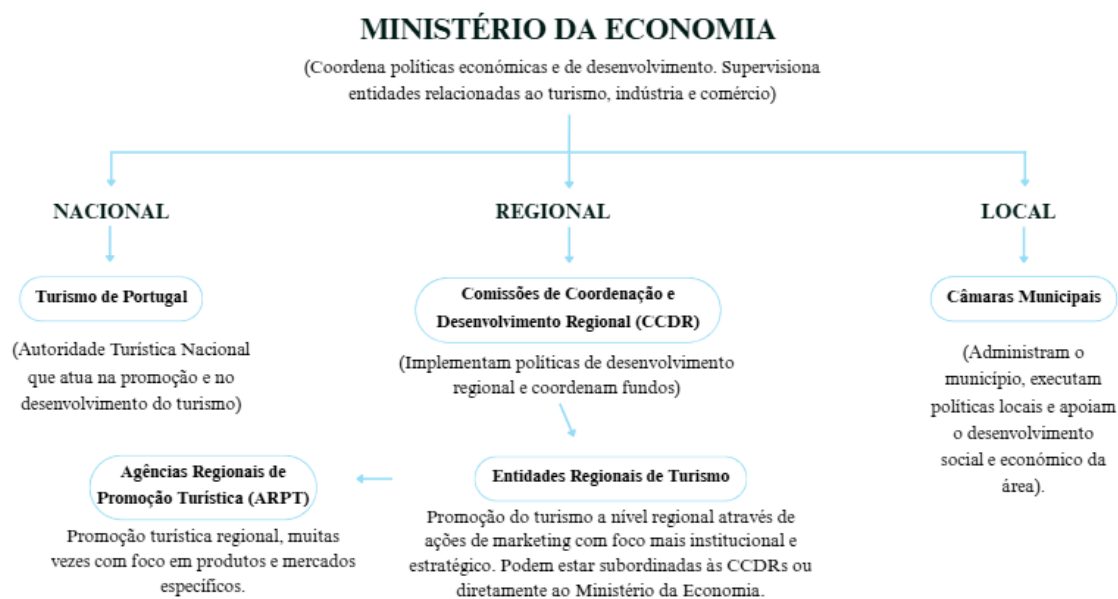 MINISTÉRIO DA ECONOMIA
(Coordena políticas económicas e de desenvolvimento. Supervisiona
entidades relacionadas ao turismo, indústria e comércio)
NACIONAL
Turismo de Portugal
(Autoridade Turística Nacional
que atua na promoção e no
desenvolvimento do turismo)
REGIONAL
Comissões de Coordenação e
Desenvolvimento Regional (CCDR)
(Implementam políticas de desenvolvimento
regional e coordenam fundos)
Entidades Regionais de Turismo
Promoção do turismo a nível regional através de
ações de marketing com foco mais institucional e
estratégico. Podem estar subordinadas às CCDRs ou
diretamente ao Ministério da Economia.
Agências Regionais de
Promoção Turística (ARPT)
Promoção turística regional, muitas
vezes com foco em produtos e mercados
específicos.
LOCAL
Câmaras Municipais
(Administram o
município, executam
políticas locais e apoiam
o desenvolvimento
social e económico da
área).